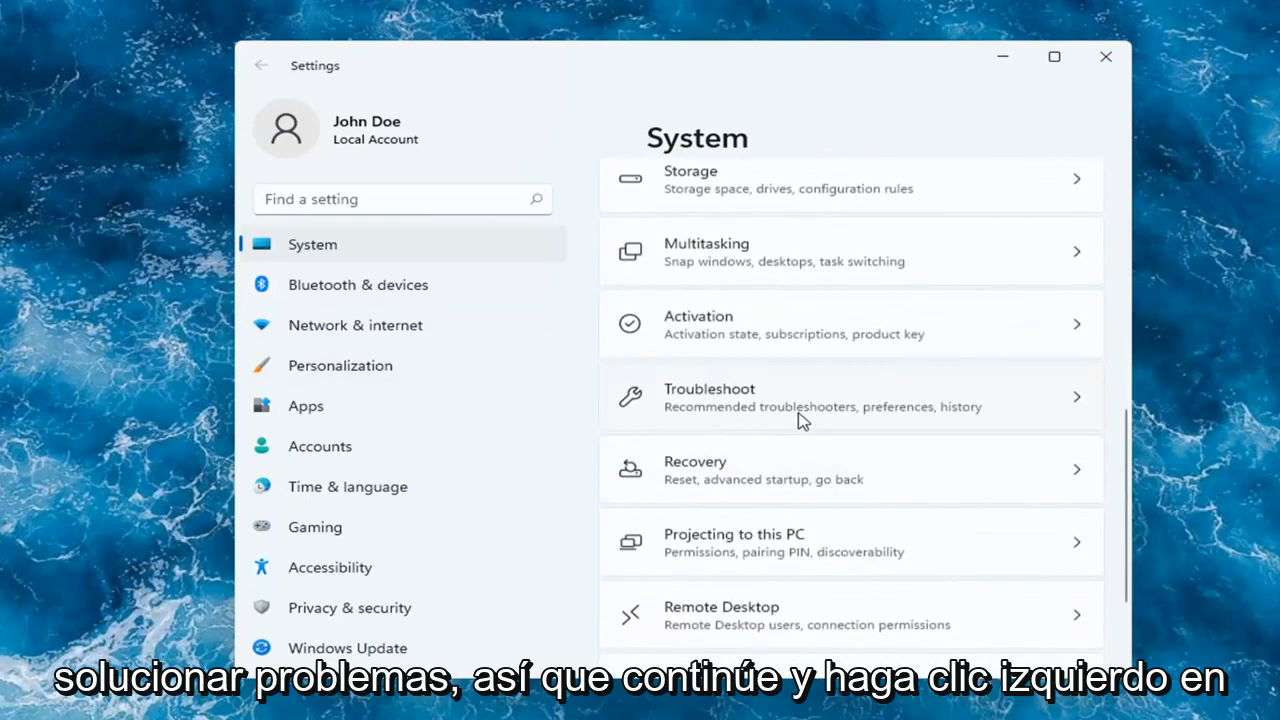 Settings
John Doe
Local Account
Find a setting
System
Bluetooth & devices
Network & internet
Personalization
Apps
Accounts
Time & language
Gaming
Accessibility
Privacy & security
Windows Update
System
Storage
Storage space, drives, configuration rules
Multitasking
Snap windows, desktops, task switching
Activation
Activation state, subscriptions, product key
Troubleshoot
Recommended troubleshooters, preferences, history
Recovery
Reset, advanced startup, go back
Projecting to this PC
Permissions, pairing PIN, discoverability
Remote Desktop
Remote Desktop users, connection permissions
solucionar problemas, así que continúe y haga clic izquierdo en